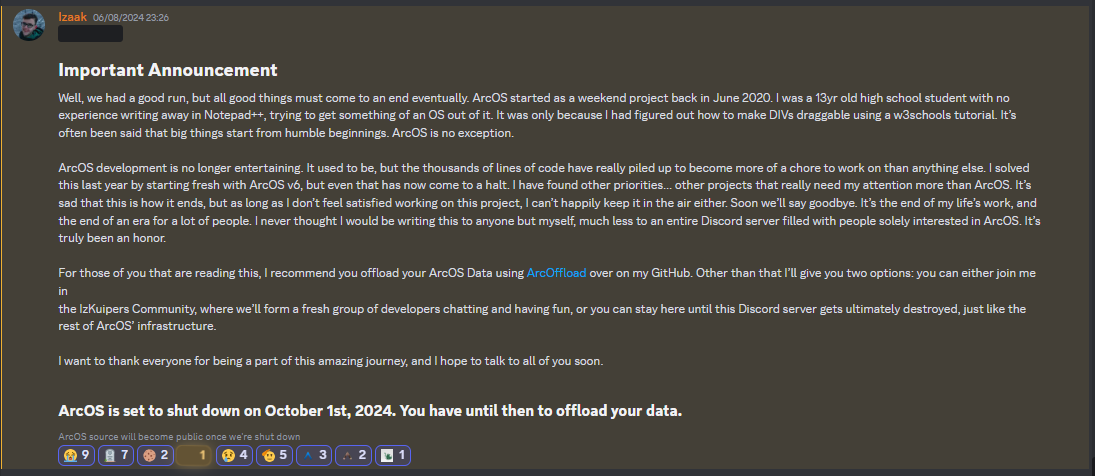 Izaak 06/08/2024 23:26
Important Announcement
Well, we had a good run, but all good things must come to an end eventually. ArcOS started as a weekend project back in June 2020. I was a 13yr old high school student with no
experience writing away in Notepad++, trying to get something of an OS out of it. It was only because I had figured out how to make DIVs draggable using a w3schools tutorial. It's
often been said that big things start from humble beginnings. ArcOS is no exception.
ArcOS development is no longer entertaining. It used to be, but the thousands of lines of code have really piled up to become more of a chore to work on than anything else. I solved
this last year by starting fresh with ArcOS v6, but even that has now come to a halt. I have found other priorities... other projects that really need my attention more than ArcOS. It's
sad that this is how it ends, but as long as I don't feel satisfied working on this project, I can't happily keep it in the air either. Soon we'll say goodbye. It's the end of my life's work, and
the end of an era for a lot of people. I never thought I would be writing this to anyone but myself, much less to an entire Discord server filled with people solely interested in ArcOS. It's
truly been an honor.
For those of you that are reading this, I recommend you offload your ArcOS Data using ArcOffload over on my GitHub. Other than that I'll give you two options: you can either join me
in
the IzKuipers Community, where we'll form a fresh group of developers chatting and having fun, or you can stay here until this Discord server gets ultimately destroyed, just like the
rest of ArcOS' infrastructure.
I want to thank everyone for being a part of this amazing journey, and I hope to talk to all of you soon.
ArcOS is set to shut down on October 1st, 2024. You have until then to offload your data.
ArcOS source will become public once we're shut down
9 7 2 1 4 5 3 2 1